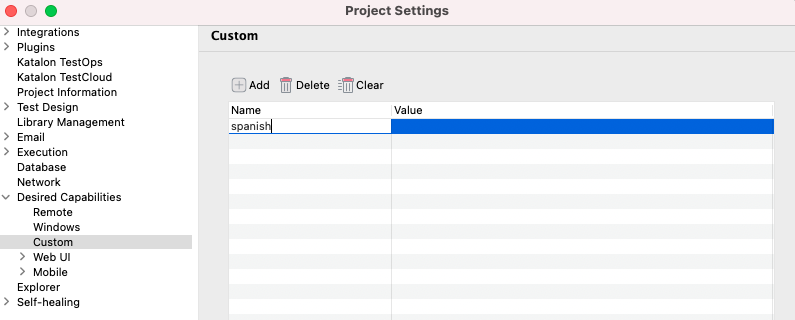 Project Settings
Integrations
Plugins
Katalon TestOps
Katalon TestCloud
Project Information
Test Design
Library Management
Email
Execution
Database
Network
Desired Capabilities
Remote
Windows
Custom
Web UI
Mobile
Explorer
Self-healing
Custom
Add Delete Clear
Name Value
spanish